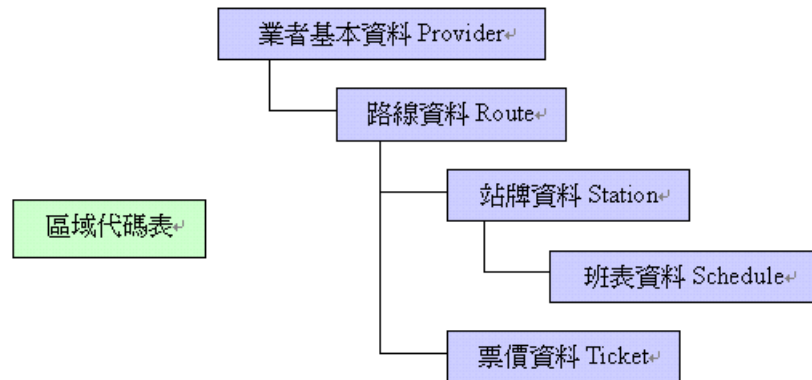 業者基本資料 Provider↵
路線資料 Route↵
站牌資料 Station↵
區域代碼表↵
班表資料 Schedule↵
票價資料 Ticket↵